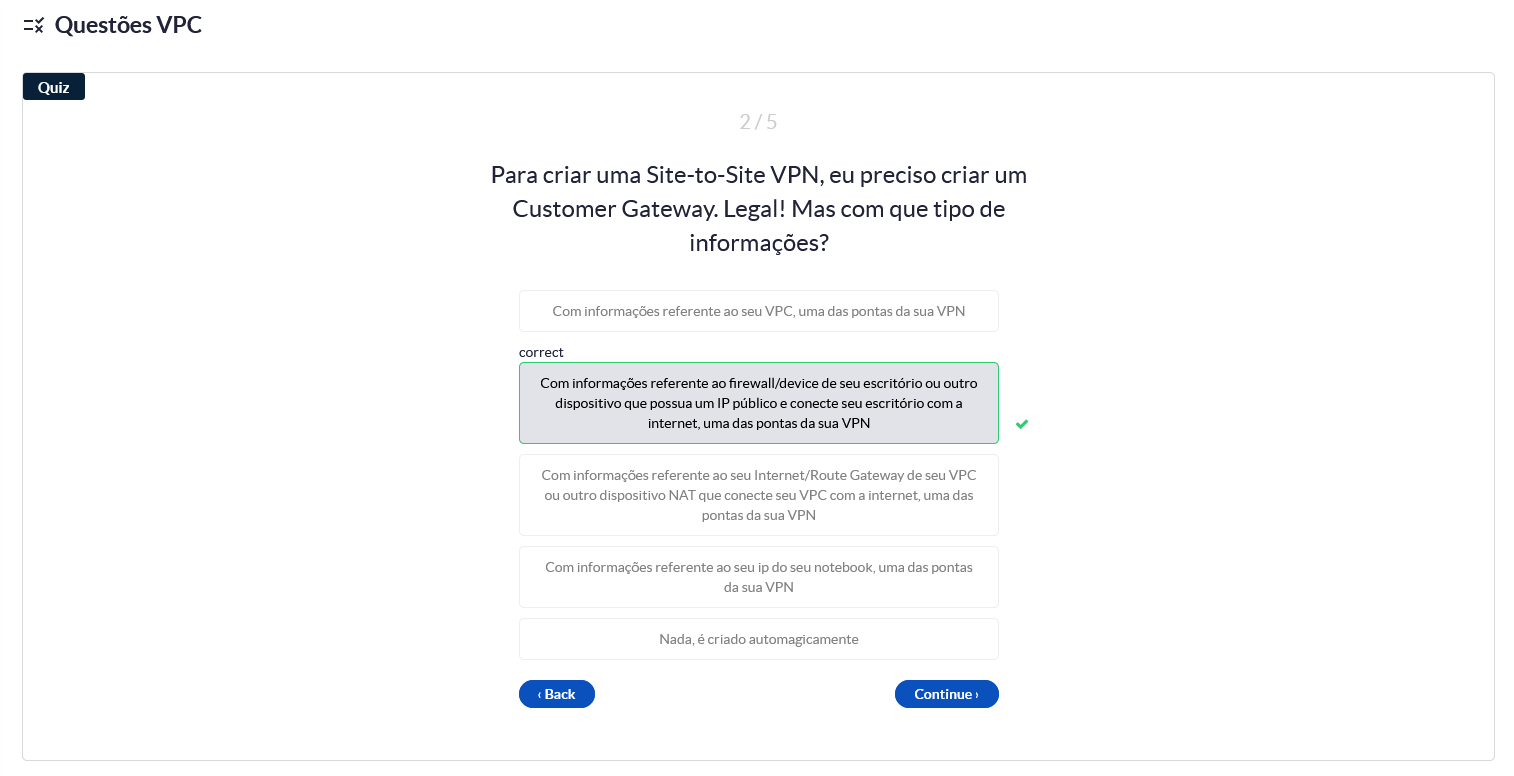 Questões VPC
Quiz
2 / 5
Para criar uma Site-to-Site VPN, eu preciso criar um
Customer Gateway. Legal! Mas com que tipo de
informações?
Com informações referente ao seu VPC, uma das pontas da sua VPN
correct
Com informações referente ao firewall/device de seu escritório ou outro
dispositivo que possua um IP público e conecte seu escritório com a
internet, uma das pontas da sua VPN
Com informações referente ao seu Internet/Route Gateway de seu VPC
ou outro dispositivo NAT que conecte seu VPC com a internet, uma das
pontas da sua VPN
Com informações referente ao seu ip do seu notebook, uma das pontas
da sua VPN
Nada, é criado automagicamente
‹ Back
Continue ›